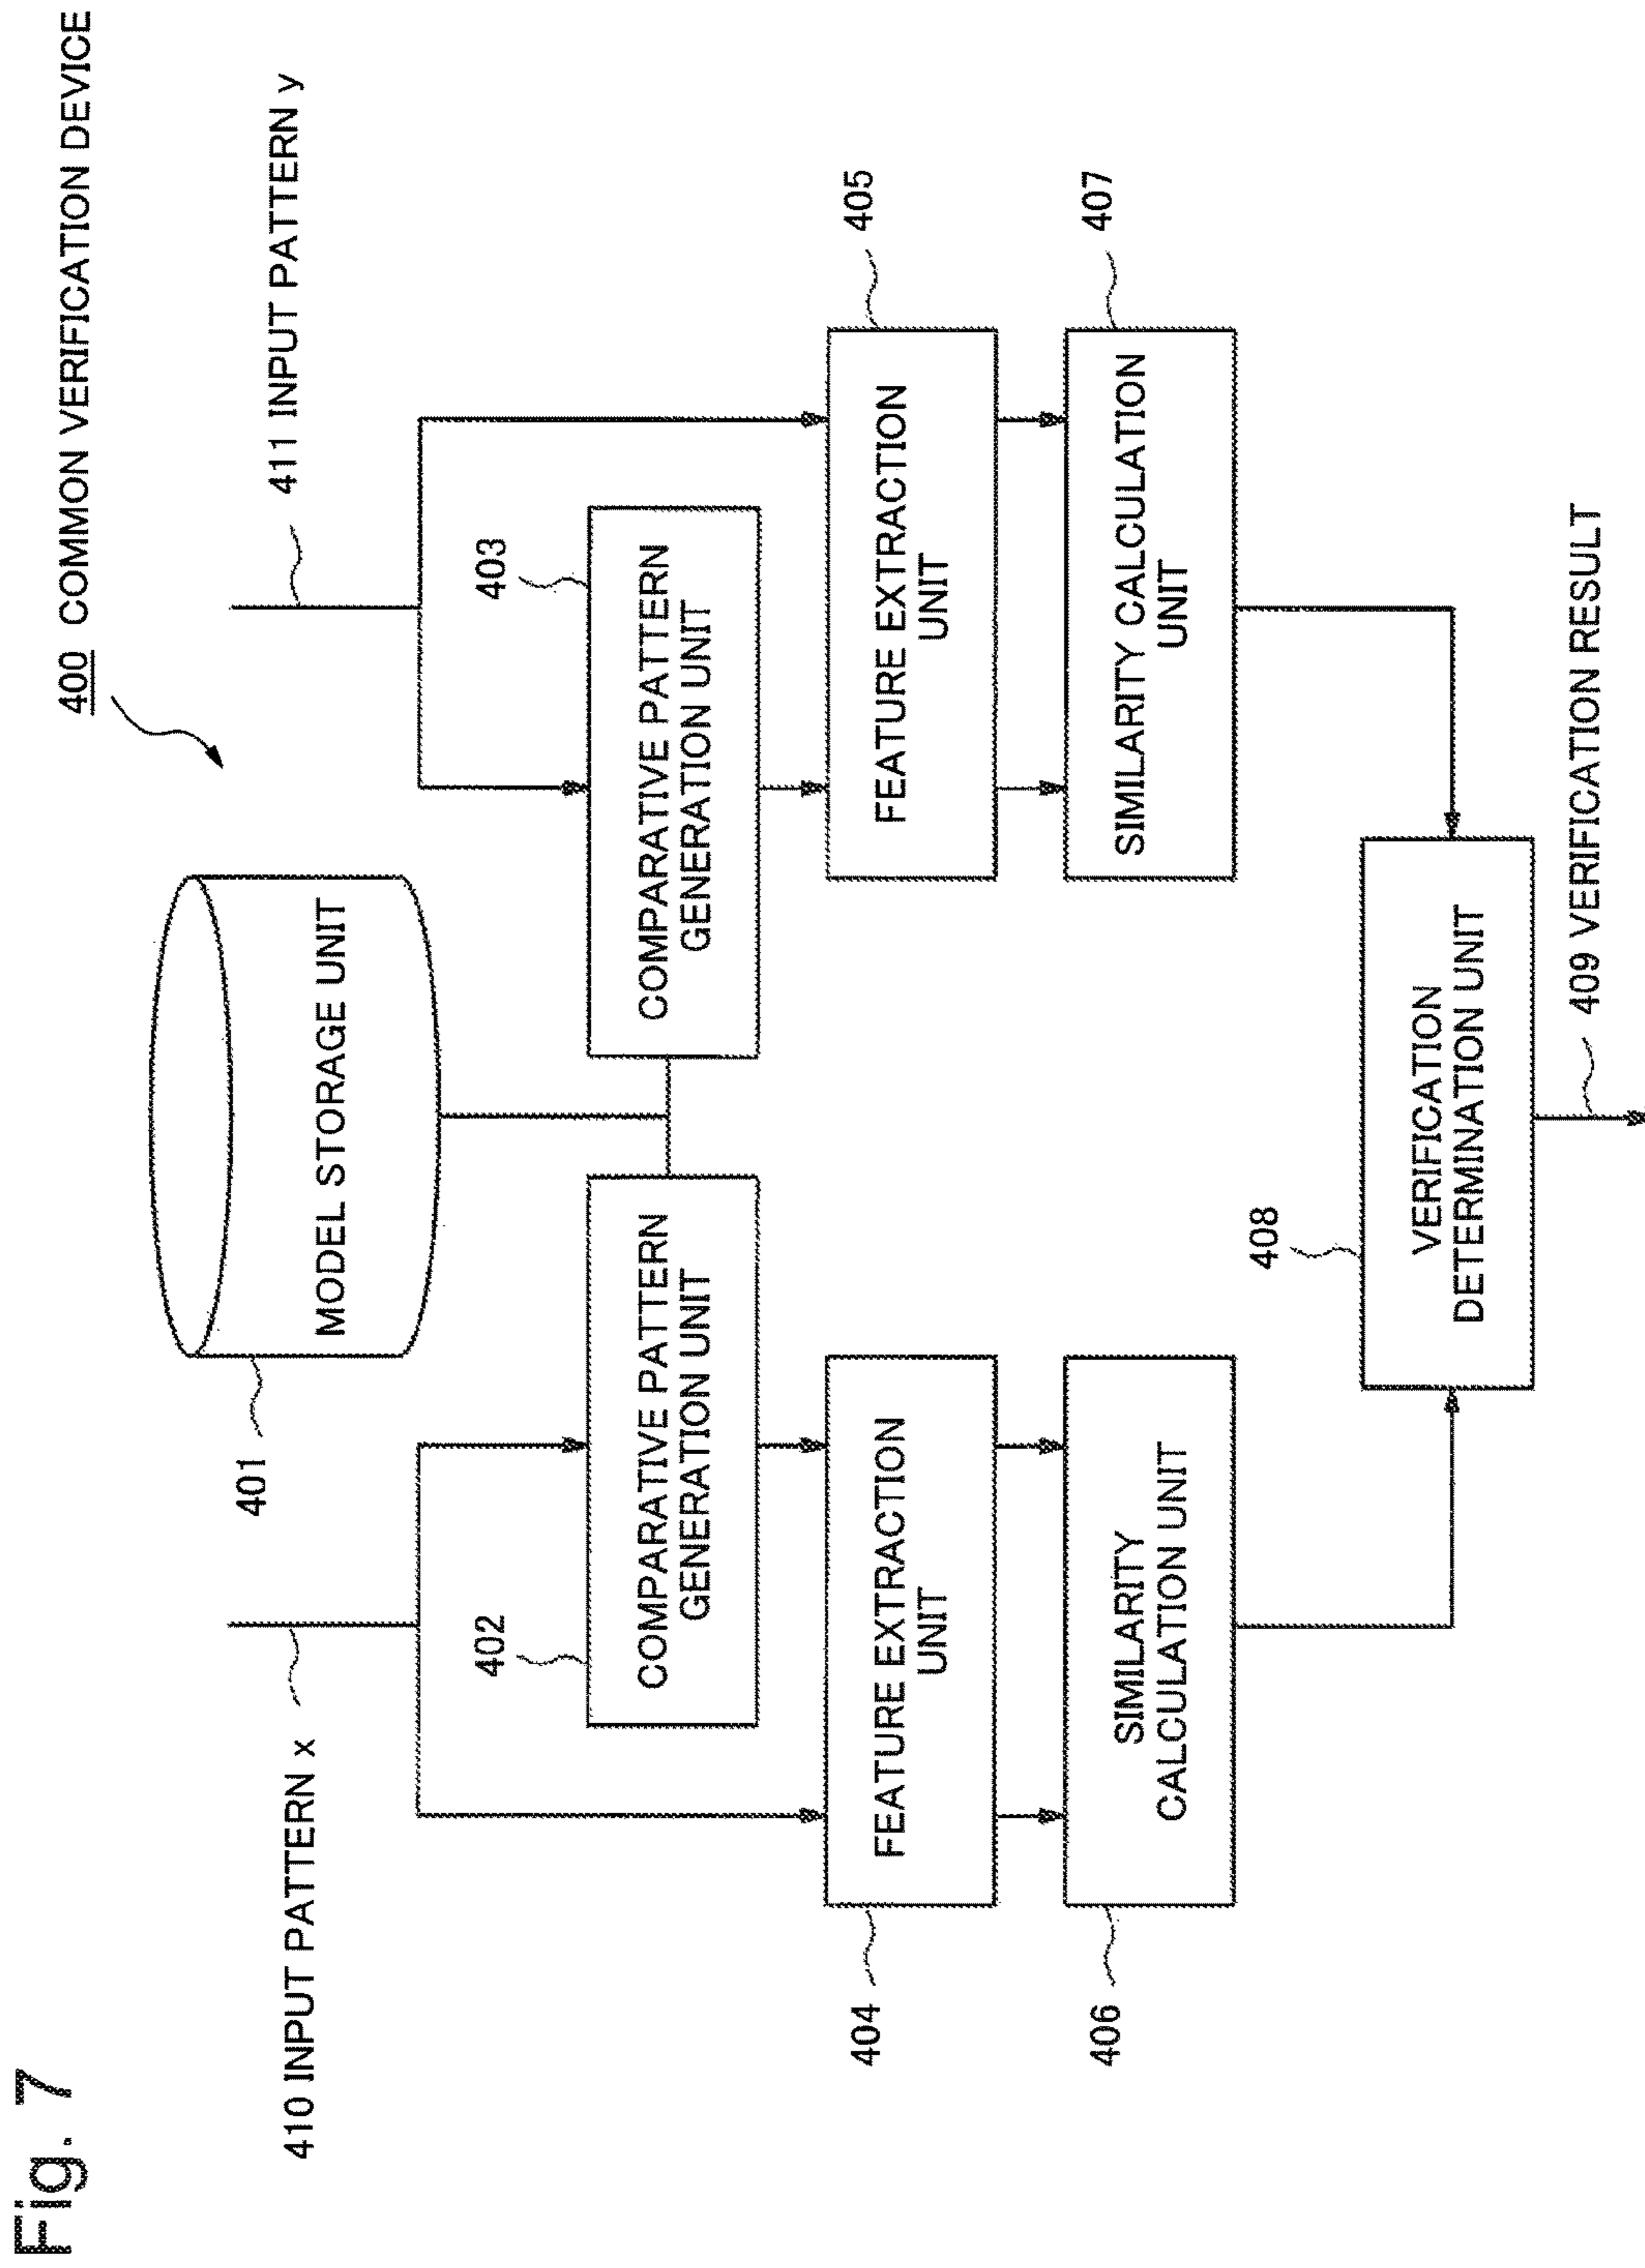 Fig. 7
400 COMMON VERIFICATION DEVICE
410 INPUT PATTERN x
411 INPUT PATTERN y
401
MODEL STORAGE UNIT
402
COMPARATIVE PATTERN
GENERATION UNIT
403
COMPARATIVE PATTERN
GENERATION UNIT
404
FEATURE EXTRACTION
UNIT
405
FEATURE EXTRACTION
UNIT
406
SIMILARITY
CALCULATION UNIT
407
SIMILARITY CALCULATION
UNIT
408
VERIFICATION
DETERMINATION UNIT
409 VERIFICATION RESULT